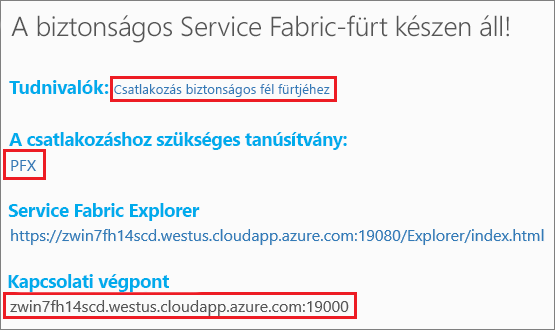 A biztonságos Service Fabric-fürt készen áll!
Tudnivalók: Csatlakozás biztonságos fél fürtjéhez
A csatlakozáshoz szükséges tanúsítvány:
PFX
Service Fabric Explorer
https://zwin7fh14scd.westus.cloudapp.azure.com:19080/Explorer/index.html
Kapcsolati végpont
zwin7fh14scd.westus.cloudapp.azure.com:19000